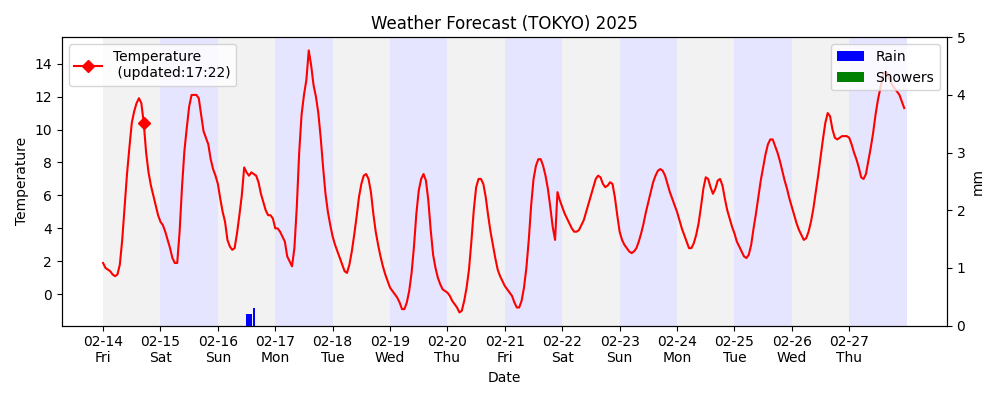 Weather Forecast (TOKYO) 2025
Temperature
(updated:17:22)
Rain
Showers
Temperature
14
12
10
8
6
4
2
0
5
4
3
2
1
0
mm
02-14 02-15 02-16 02-17 02-18 02-19 02-20 02-21 02-22 02-23 02-24 02-25 02-26 02-27
Fri Sat Sun Mon Tue Wed Thu Fri Sat Sun Mon Tue Wed Thu
Date